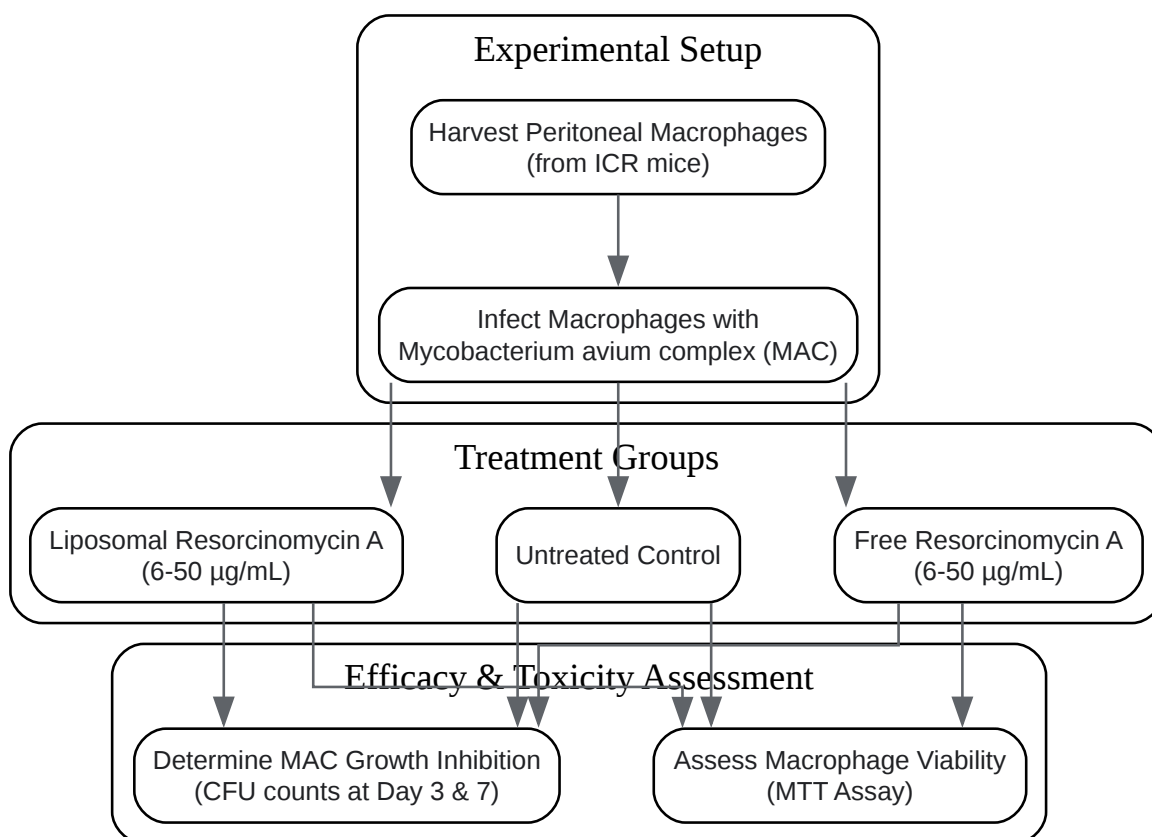 Experimental Setup
Harvest Peritoneal Macrophages
(from ICR mice)
Infect Macrophages with
Mycobacterium avium complex (MAC)
Treatment Groups
Liposomal Resorcinomycin A
(6-50 µg/mL)
Untreated Control
Free Resorcinomycin A
(6-50 µg/mL)
Efficacy & Toxicity Assessment
Determine MAC Growth Inhibition
(CFU counts at Day 3 & 7)
Assess Macrophage Viability
(MTT Assay)